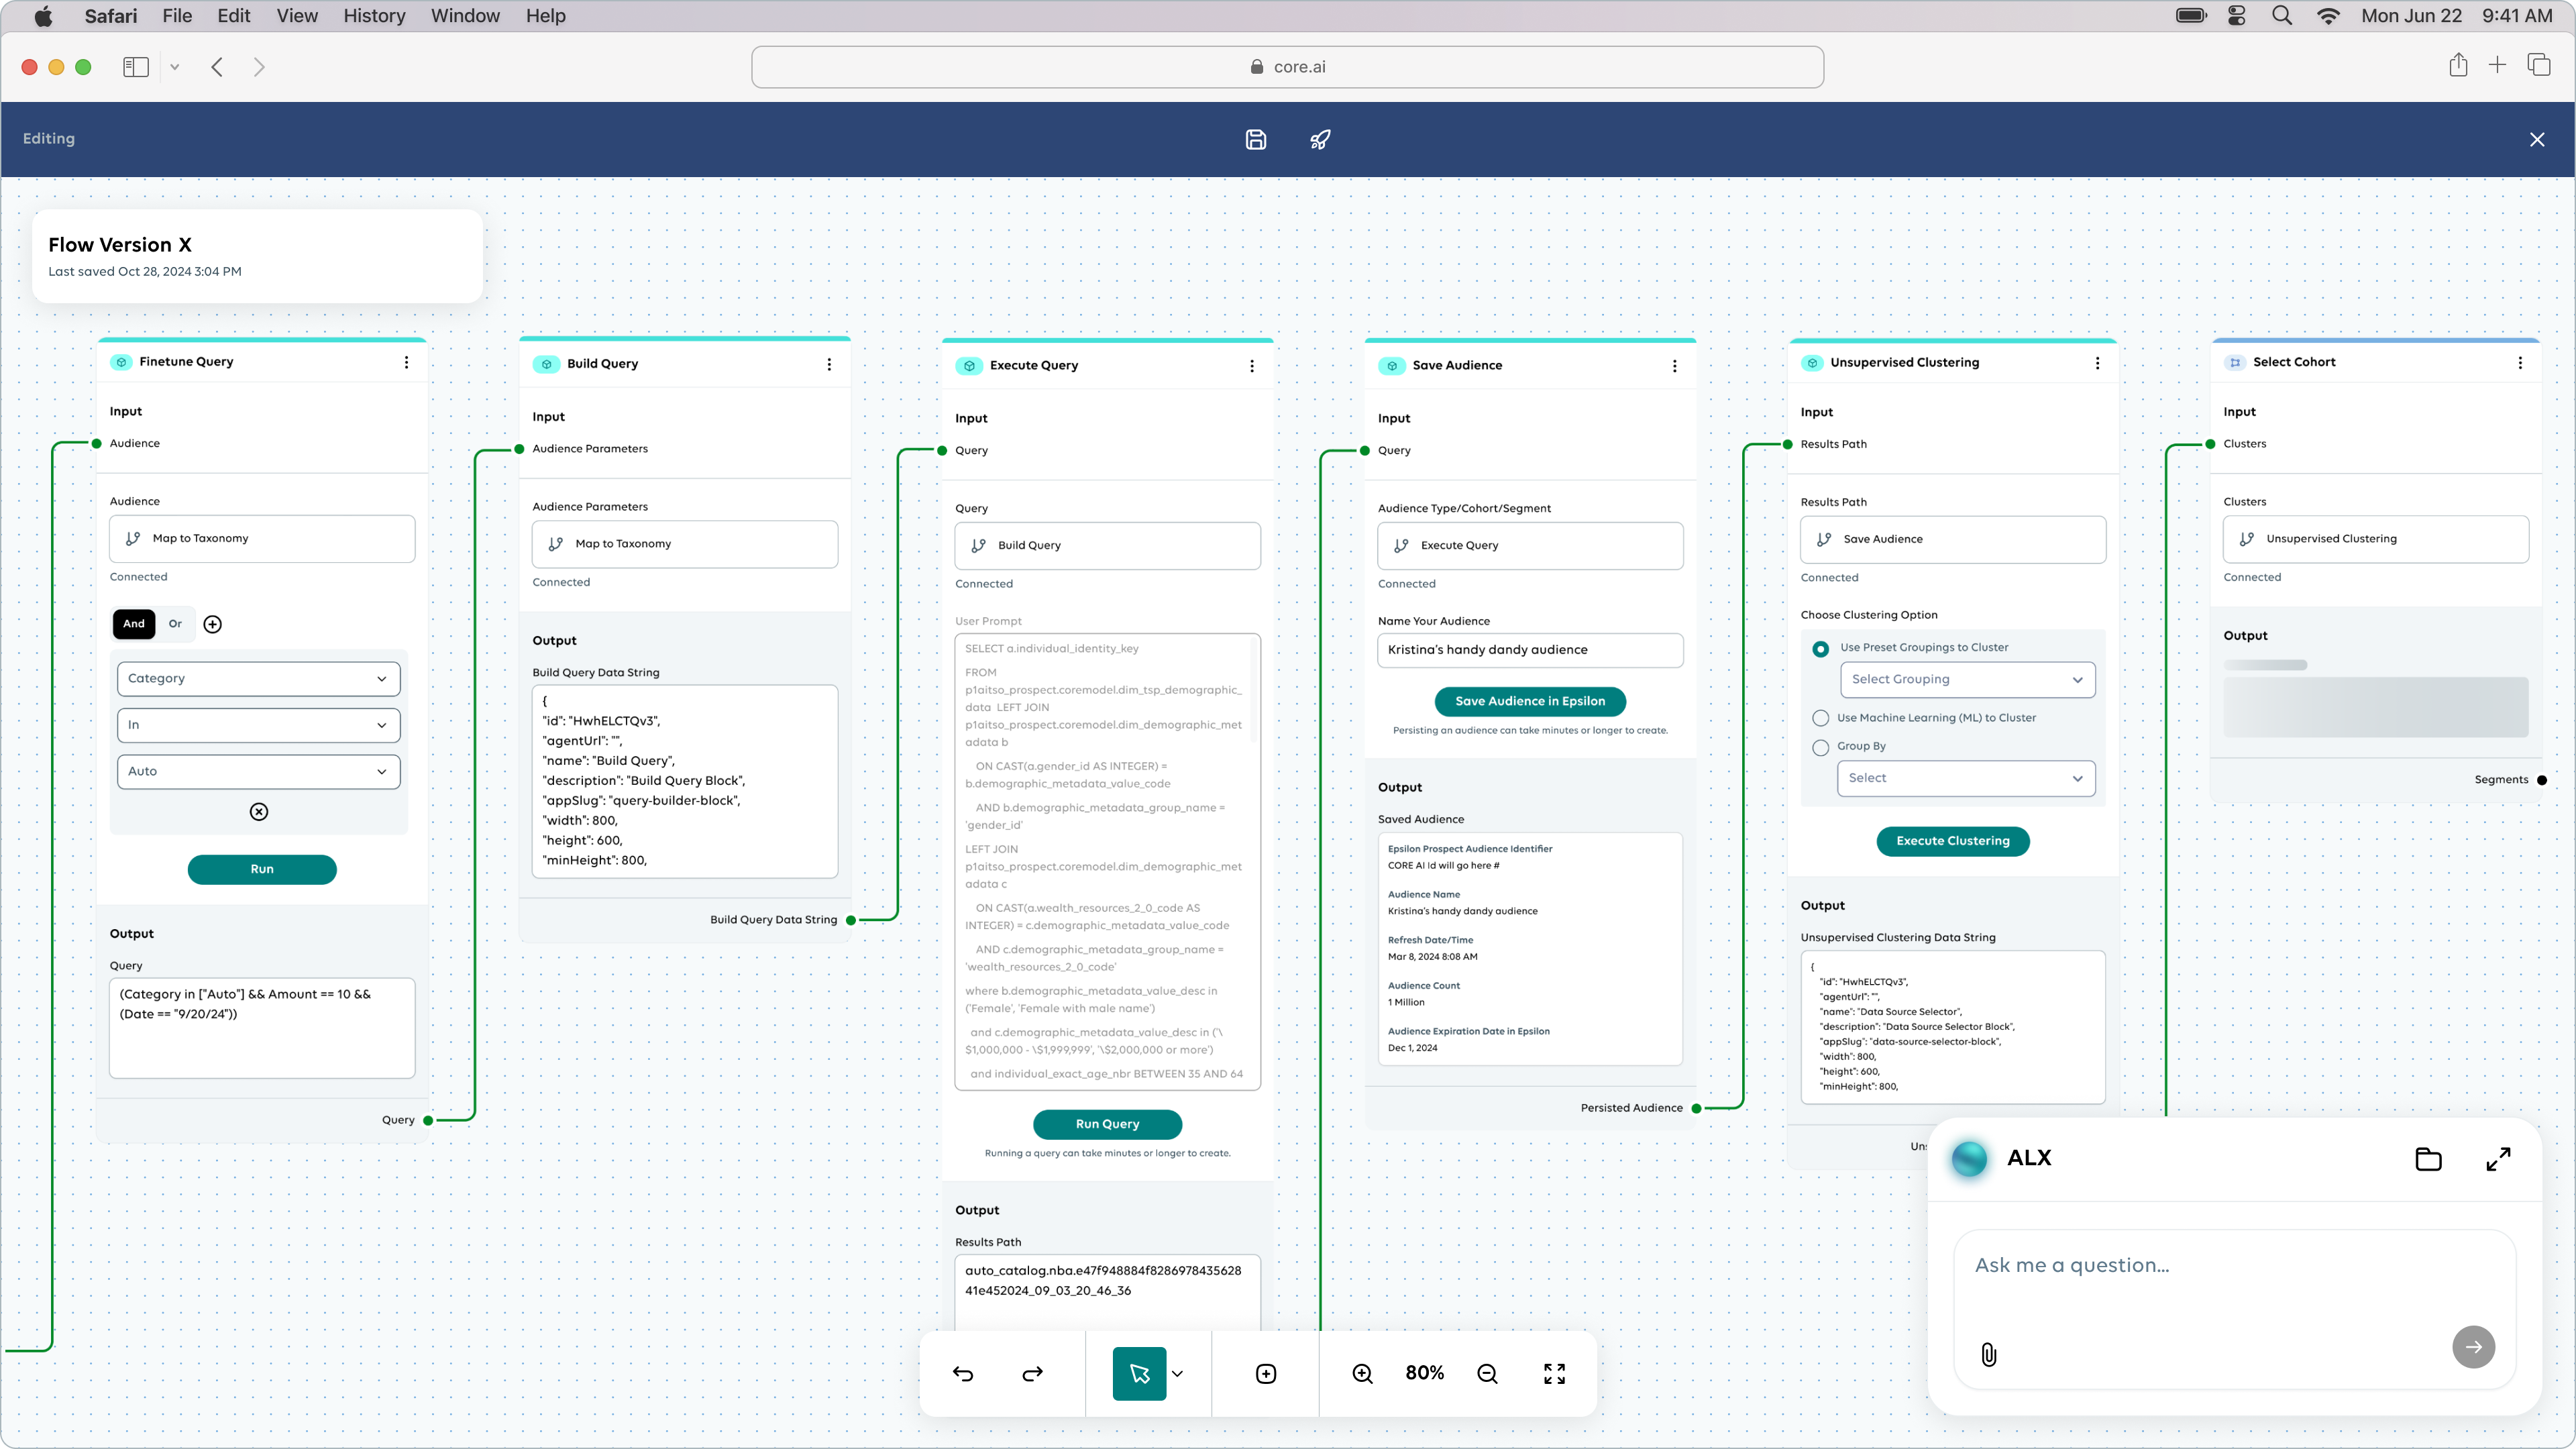 Safari File Edit View History Window Help
Mon Jun 22 9:41 AM
core.ai
Editing
Flow Version X
Last saved Oct 28, 2024 3:04 PM
Finetune Query
Input
Audience
Audience
Map to Taxonomy
Connected
And Or
Category
In
Auto
Run
Output
Query
(Category in ["Auto"] && Amount == 10 &&
(Date == "9/20/24"))
Query
Build Query
Input
Audience Parameters
Audience Parameters
Map to Taxonomy
Connected
Output
Build Query Data String
{
"id": "HwhELCTQv3",
"agentUrl": "",
"name": "Build Query",
"description": "Build Query Block",
"appSlug": "query-builder-block",
"width": 800,
"height": 600,
"minHeight": 800,
Build Query Data String
Execute Query
Input
Query
Query
Build Query
Connected
User Prompt
SELECT a.individual_identity_key
FROM
p1aitso_prospect.coremodel.dim_tsp_demographic_
data LEFT JOIN
p1aitso_prospect.coremodel.dim_demographic_met
adata b
ON CAST(a.gender_id AS INTEGER) =
b.demographic_metadata_value_code
AND b.demographic_metadata_group_name =
'gender_id'
LEFT JOIN
p1aitso_prospect.coremodel.dim_demographic_met
adata c
ON CAST(a.wealth_resources_2_0_code AS
INTEGER) = c.demographic_metadata_value_code
AND c.demographic_metadata_group_name =
'wealth_resources_2_0_code'
where b.demographic_metadata_value_desc in
('Female', 'Female with male name')
and c.demographic_metadata_value_desc in ('\
$1,000,000 - \$1,999,999', '\$2,000,000 or more')
and individual_exact_age_nbr BETWEEN 35 AND 64
Run Query
Running a query can take minutes or longer to create.
Output
Results Path
auto_catalog.nba.e47f948884f8286978435628
41e452024_09_03_20_46_36
Save Audience
Input
Query
Audience Type/Cohort/Segment
Execute Query
Connected
Name Your Audience
Kristina's handy dandy audience
Save Audience in Epsilon
Persisting an audience can take minutes or longer to create.
Output
Saved Audience
Epsilon Prospect Audience Identifier
CORE AI Id will go here #
Audience Name
Kristina's handy dandy audience
Refresh Date/Time
Mar 8, 2024 8:08 AM
Audience Count
1 Million
Audience Expiration Date in Epsilon
Dec 1, 2024
Persisted Audience
Unsupervised Clustering
Input
Results Path
Results Path
Save Audience
Connected
Choose Clustering Option
Use Preset Groupings to Cluster
Select Grouping
Use Machine Learning (ML) to Cluster
Group By
Select
Execute Clustering
Output
Unsupervised Clustering Data String
{
"id": "HwhELCTQv3",
"agentUrl": "",
"name": "Data Source Selector",
"description": "Data Source Selector Block",
"appSlug": "data-source-selector-block",
"width": 800,
"height": 600,
"minHeight": 800,
Select Cohort
Input
Clusters
Clusters
Unsupervised Clustering
Connected
Output
Segments
ALX
Ask me a question...
80%